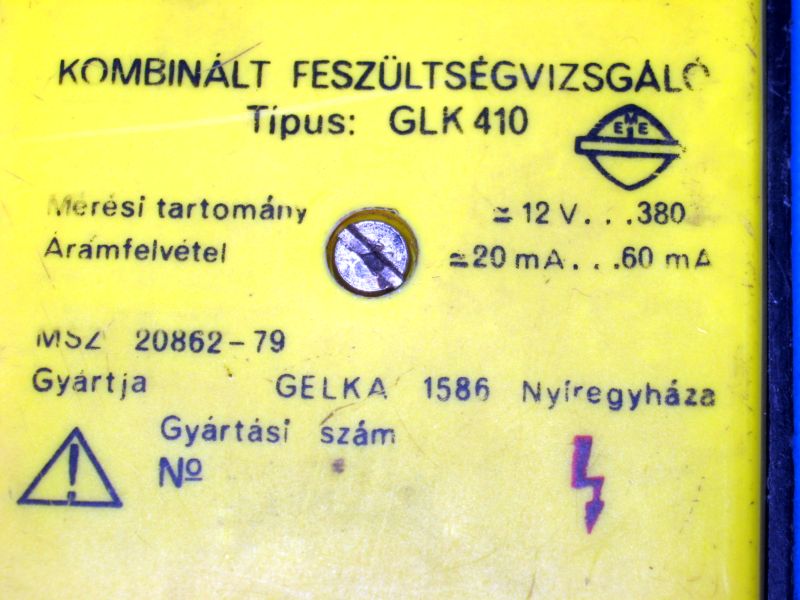 KOMBINÁLT FESZÜLTSÉGVIZSGÁLÓ
Típus: GLK 410
EME
Mérési tartomány ≃ 12 V...380
Áramfelvétel ≃ 20 mA...60 mA
MSZ 20862-79
Gyártja GELKA 1586 Nyíregyháza
Gyártási szám
Nº